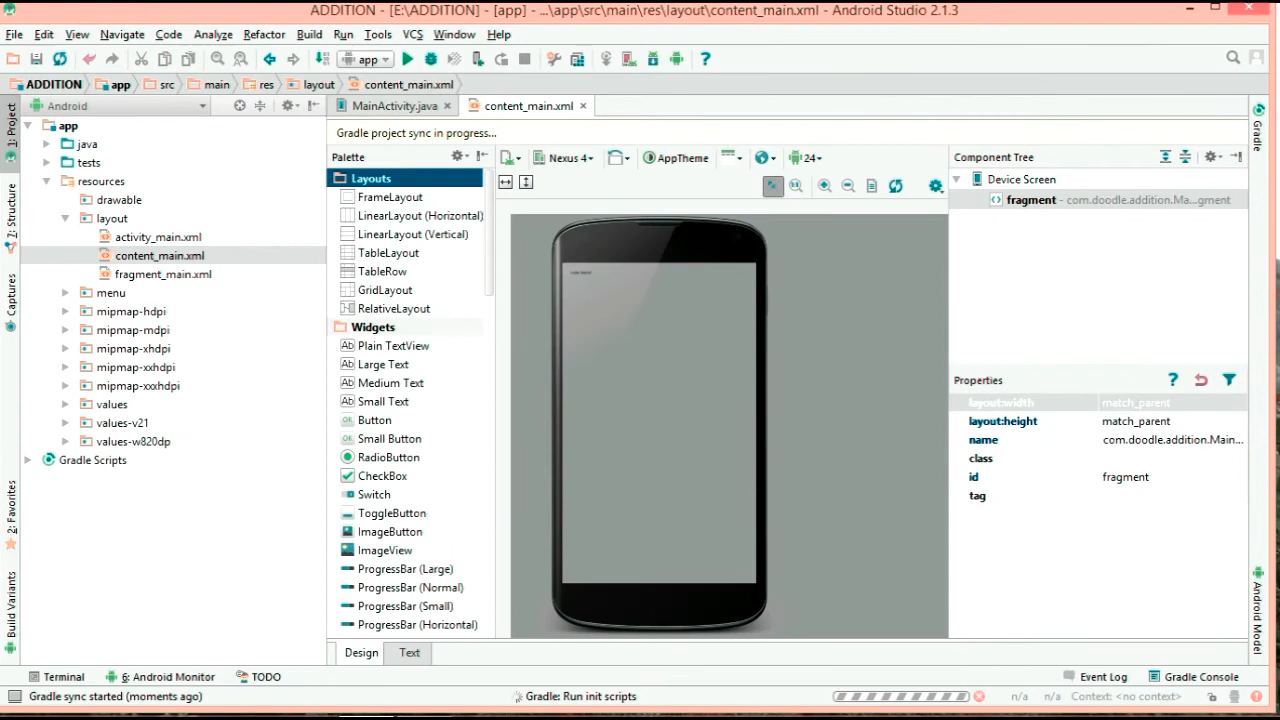 ADDITION - [E:\ADDITION] - [app] - ...\app\src\main\res\layout\content_main.xml - Android Studio 2.1.3
File Edit View Navigate Code Analyze Refactor Build Run Tools VCS Window Help
app
ADDITION app src main res layout content_main.xml
1: Project
Android
MainActivity.java content_main.xml
Gradle project sync in progress...
app
java
tests
resources
drawable
layout
activity_main.xml
content_main.xml
fragment_main.xml
menu
mipmap-hdpi
mipmap-mdpi
mipmap-xhdpi
mipmap-xxhdpi
mipmap-xxxhdpi
values
values-v21
values-w820dp
Gradle Scripts
Z: Structure
Captures
2: Favorites
Build Variants
Palette
Layouts
FrameLayout
LinearLayout (Horizontal)
LinearLayout (Vertical)
TableLayout
TableRow
GridLayout
RelativeLayout
Widgets
Plain TextView
Large Text
Medium Text
Small Text
Button
Small Button
RadioButton
CheckBox
Switch
ToggleButton
ImageButton
ImageView
ProgressBar (Large)
ProgressBar (Normal)
ProgressBar (Small)
ProgressBar (Horizontal)
Nexus 4 AppTheme 24
Component Tree
Device Screen
fragment - com.doodle.addition.Ma...gment
Properties
layout:width match_parent
layout:height match_parent
name com.doodle.addition.Main...
class
id fragment
tag
Gradle
Android Model
Design Text
Terminal 6: Android Monitor TODO Event Log Gradle Console
Gradle sync started (moments ago) Gradle: Run init scripts n/a n/a Context: <no context>